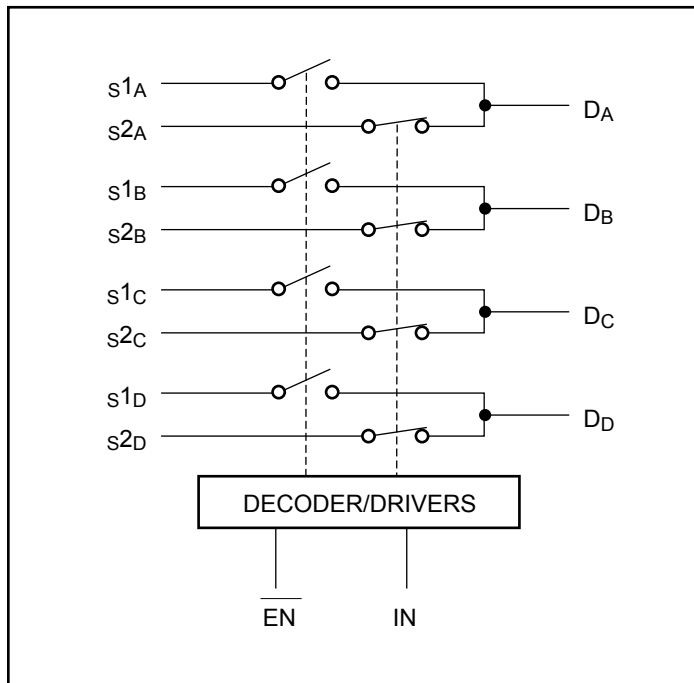 S1A
DA
S2A
S1B
DB
S2B
S1C
DC
S2C
S1D
DD
S2D
DECODER/DRIVERS
EN IN